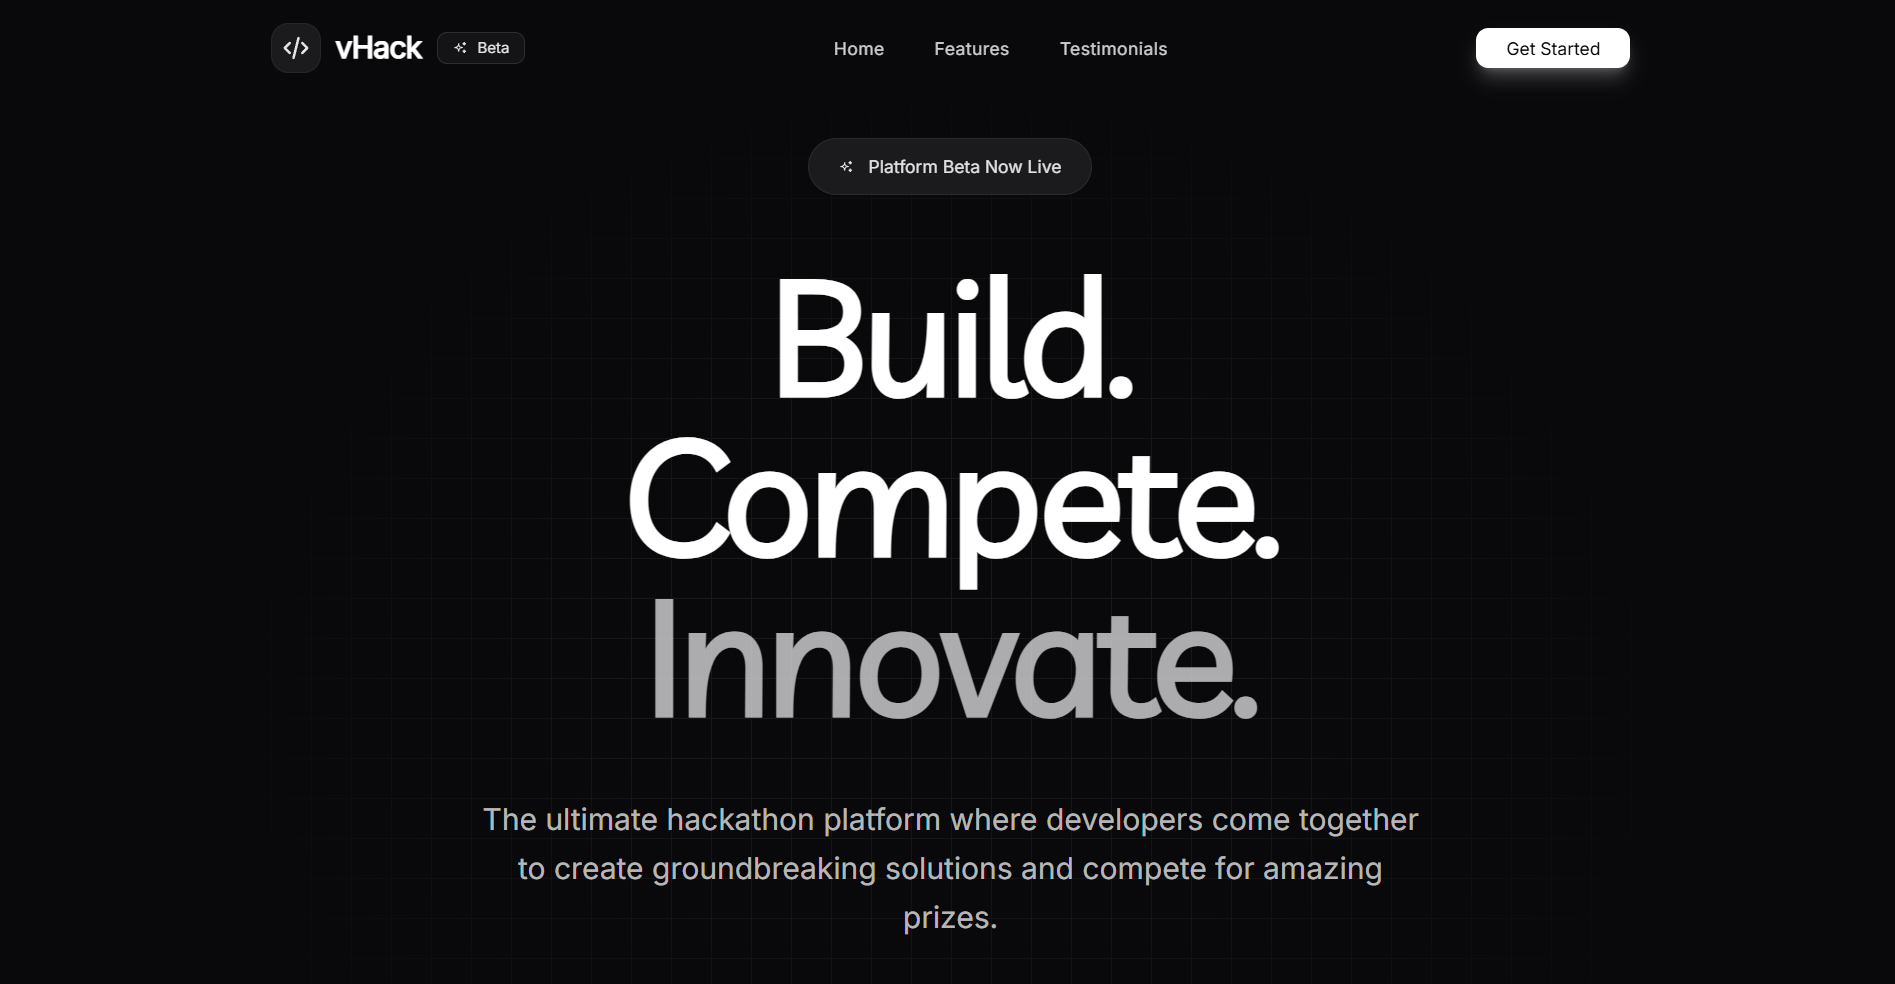 vHack
Beta
Home
Features
Testimonials
Get Started
Platform Beta Now Live
Build.
Compete.
Innovate.
The ultimate hackathon platform where developers come together
to create groundbreaking solutions and compete for amazing
prizes.